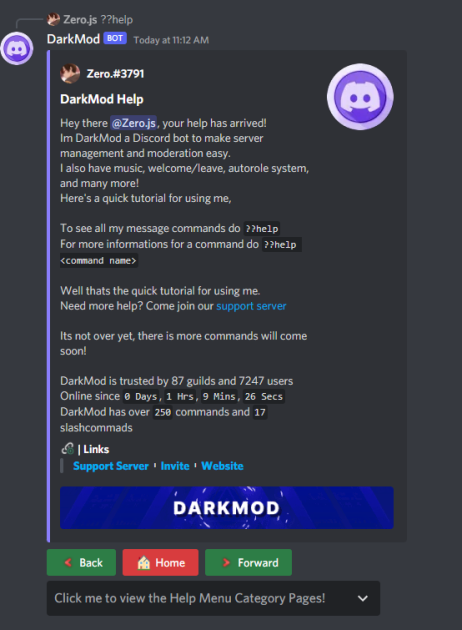 Zero.js ??help
DarkMod BOT Today at 11:12 AM
Zero.#3791
DarkMod Help
Hey there @Zero.js, your help has arrived!
Im DarkMod a Discord bot to make server
management and moderation easy.
I also have music, welcome/leave, autorole system,
and many more!
Here's a quick tutorial for using me,
To see all my message commands do ??help
For more informations for a command do ??help
<command name>
Well thats the quick tutorial for using me.
Need more help? Come join our support server
Its not over yet, there is more commands will come
soon!
DarkMod is trusted by 87 guilds and 7247 users
Online since 0 Days, 1 Hrs, 9 Mins, 26 Secs
DarkMod has over 250 commands and 17
slashcommads
| Links
Support Server ' Invite ' Website
DARKMOD
Back Home Forward
Click me to view the Help Menu Category Pages!